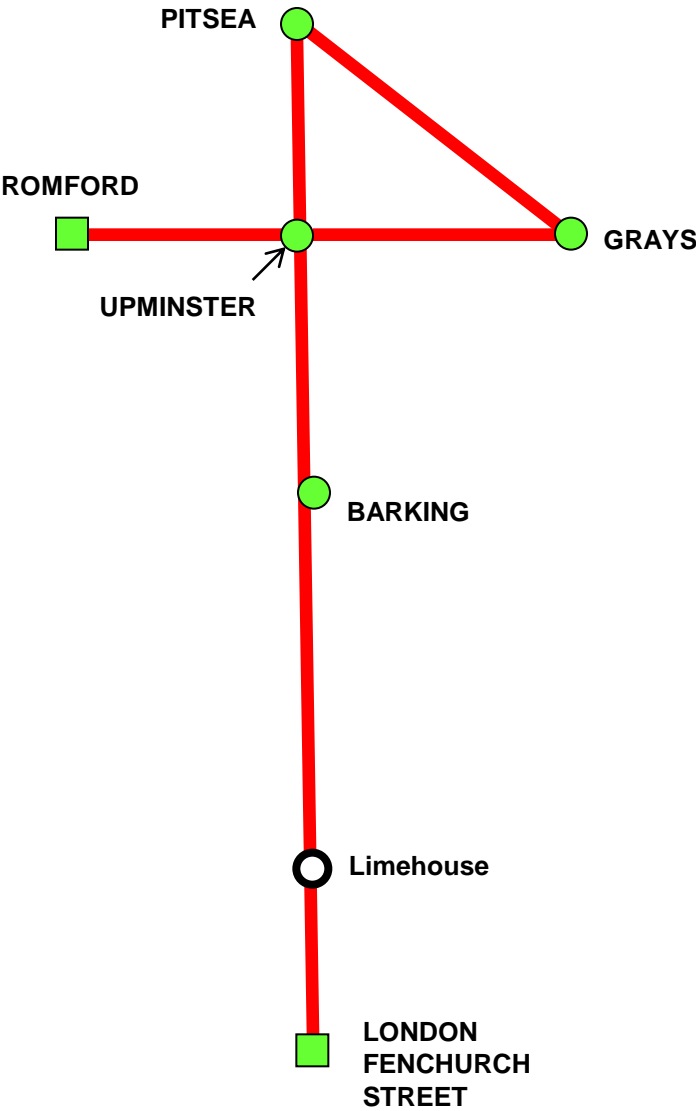 PITSEA
ROMFORD
GRAYS
UPMINSTER
BARKING
Limehouse
LONDON
FENCHURCH
STREET